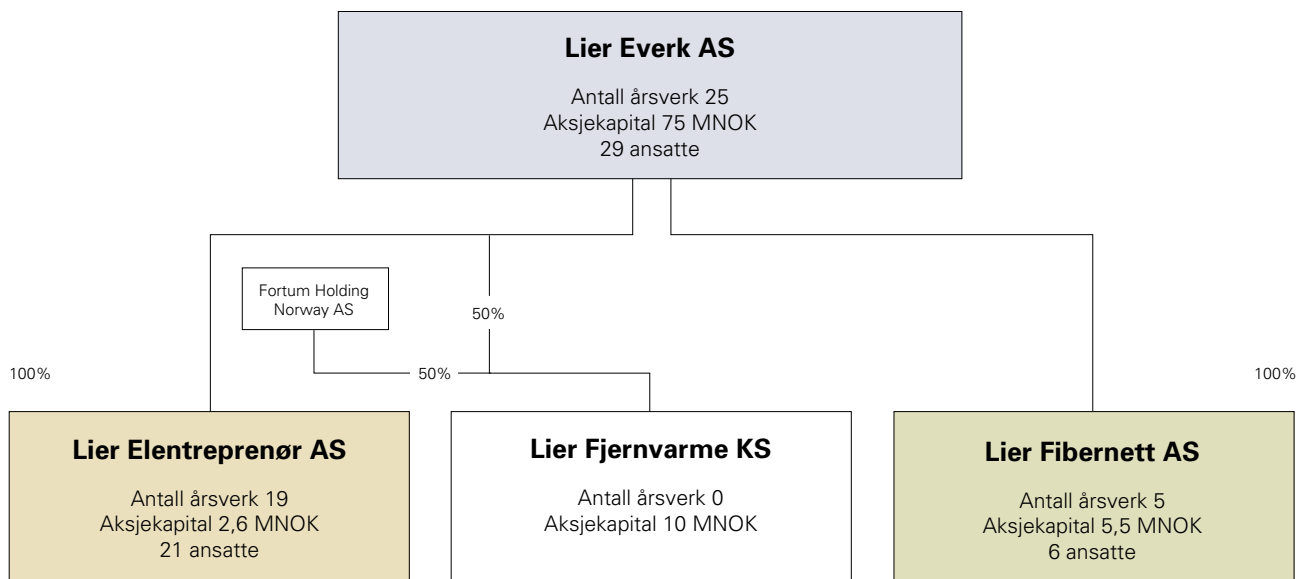 Lier Everk AS
Antall årsverk 25
Aksjekapital 75 MNOK
29 ansatte
Fortum Holding
Norway AS
50%
100%
50%
100%
Lier Elentreprenør AS
Antall årsverk 19
Aksjekapital 2,6 MNOK
21 ansatte
Lier Fjernvarme KS
Antall årsverk 0
Aksjekapital 10 MNOK
Lier Fibernett AS
Antall årsverk 5
Aksjekapital 5,5 MNOK
6 ansatte